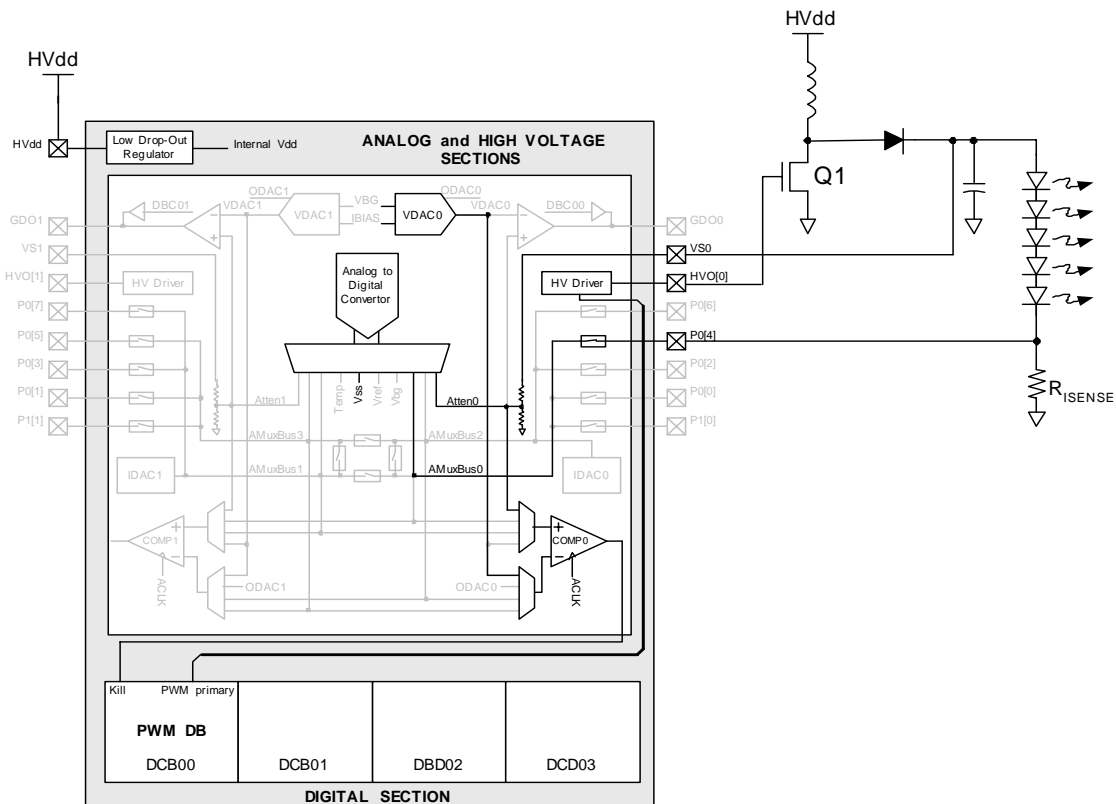 HVdd
HVdd
HVdd
Low Drop-Out
Regulator
Internal Vdd
ANALOG and HIGH VOLTAGE
SECTIONS
Q1
ODAC1
ODAC0
DBC01
VDAC1
VBG
VDAC0
DBC00
IBIAS
VDAC1
VDAC0
GDO1
GDO0
VS1
VS0
HVO[1]
HV Driver
Analog to
Digital
Convertor
HV Driver
HVO[0]
P0[7]
P0[6]
P0[5]
P0[4]
P0[3]
P0[2]
P0[1]
P0[0]
P1[1]
P1[0]
RISENSE
Atten1
Temp
Vss
Vref
Vbg
Atten0
AMuxBus3
AMuxBus2
IDAC1
AMuxBus1
AMuxBus0
IDAC0
COMP1
COMP0
ACLK
ODAC1
ODAC0
ACLK
Kill
PWM primary
PWM DB
DCB00
DCB01
DBD02
DCD03
DIGITAL SECTION